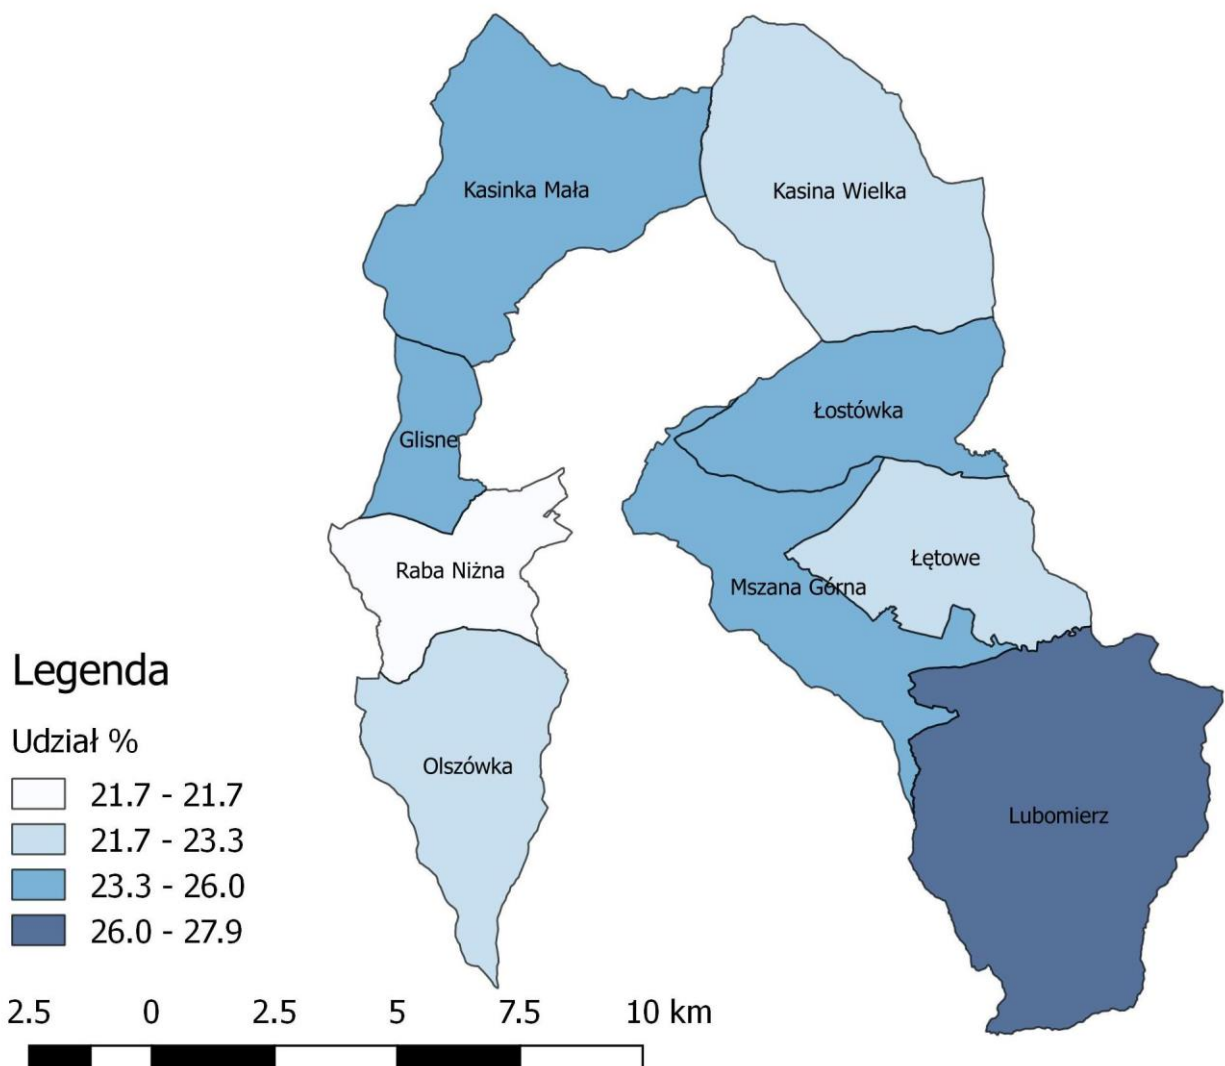 Kasinka Mała
Kasina Wielka
Łostówka
Glisne
Łętowe
Raba Niżna
Mszana Górna
Olszówka
Lubomierz
Legenda
Udział %
21.7 - 21.7
21.7 - 23.3
23.3 - 26.0
26.0 - 27.9
2.5 0 2.5 5 7.5 10 km